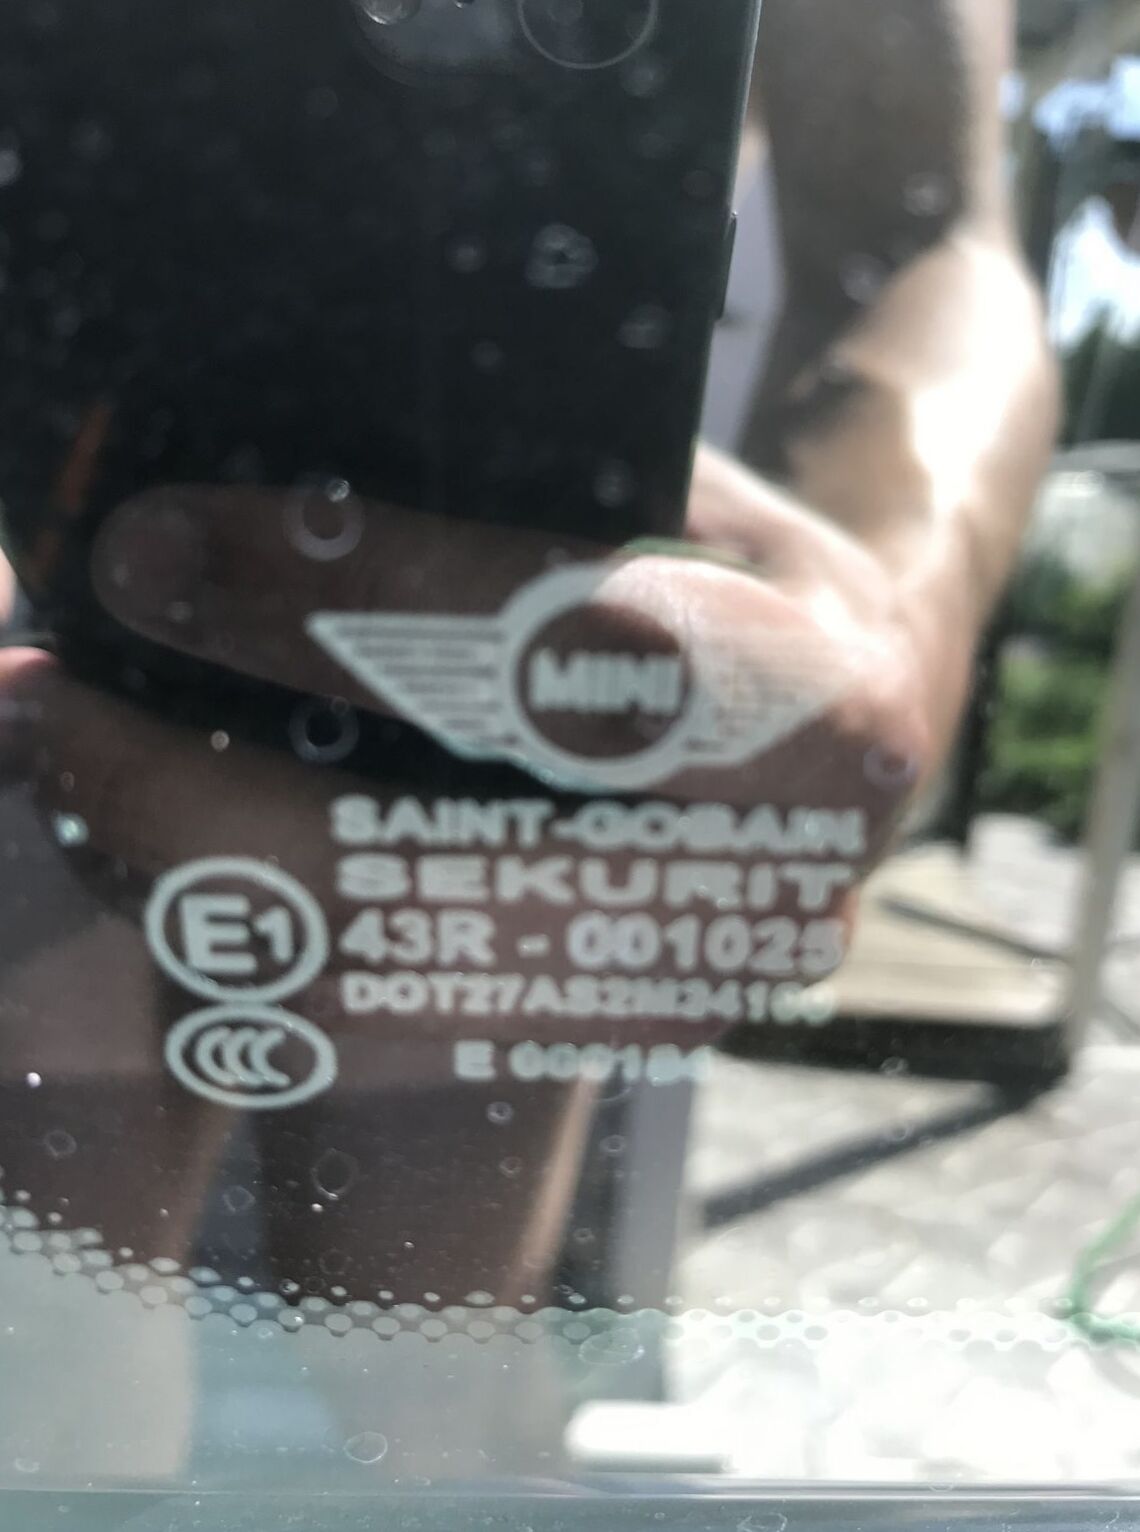 MINI
SAINT-GOBAIN
SEKURIT
E1
43R - 001025
CCC
E